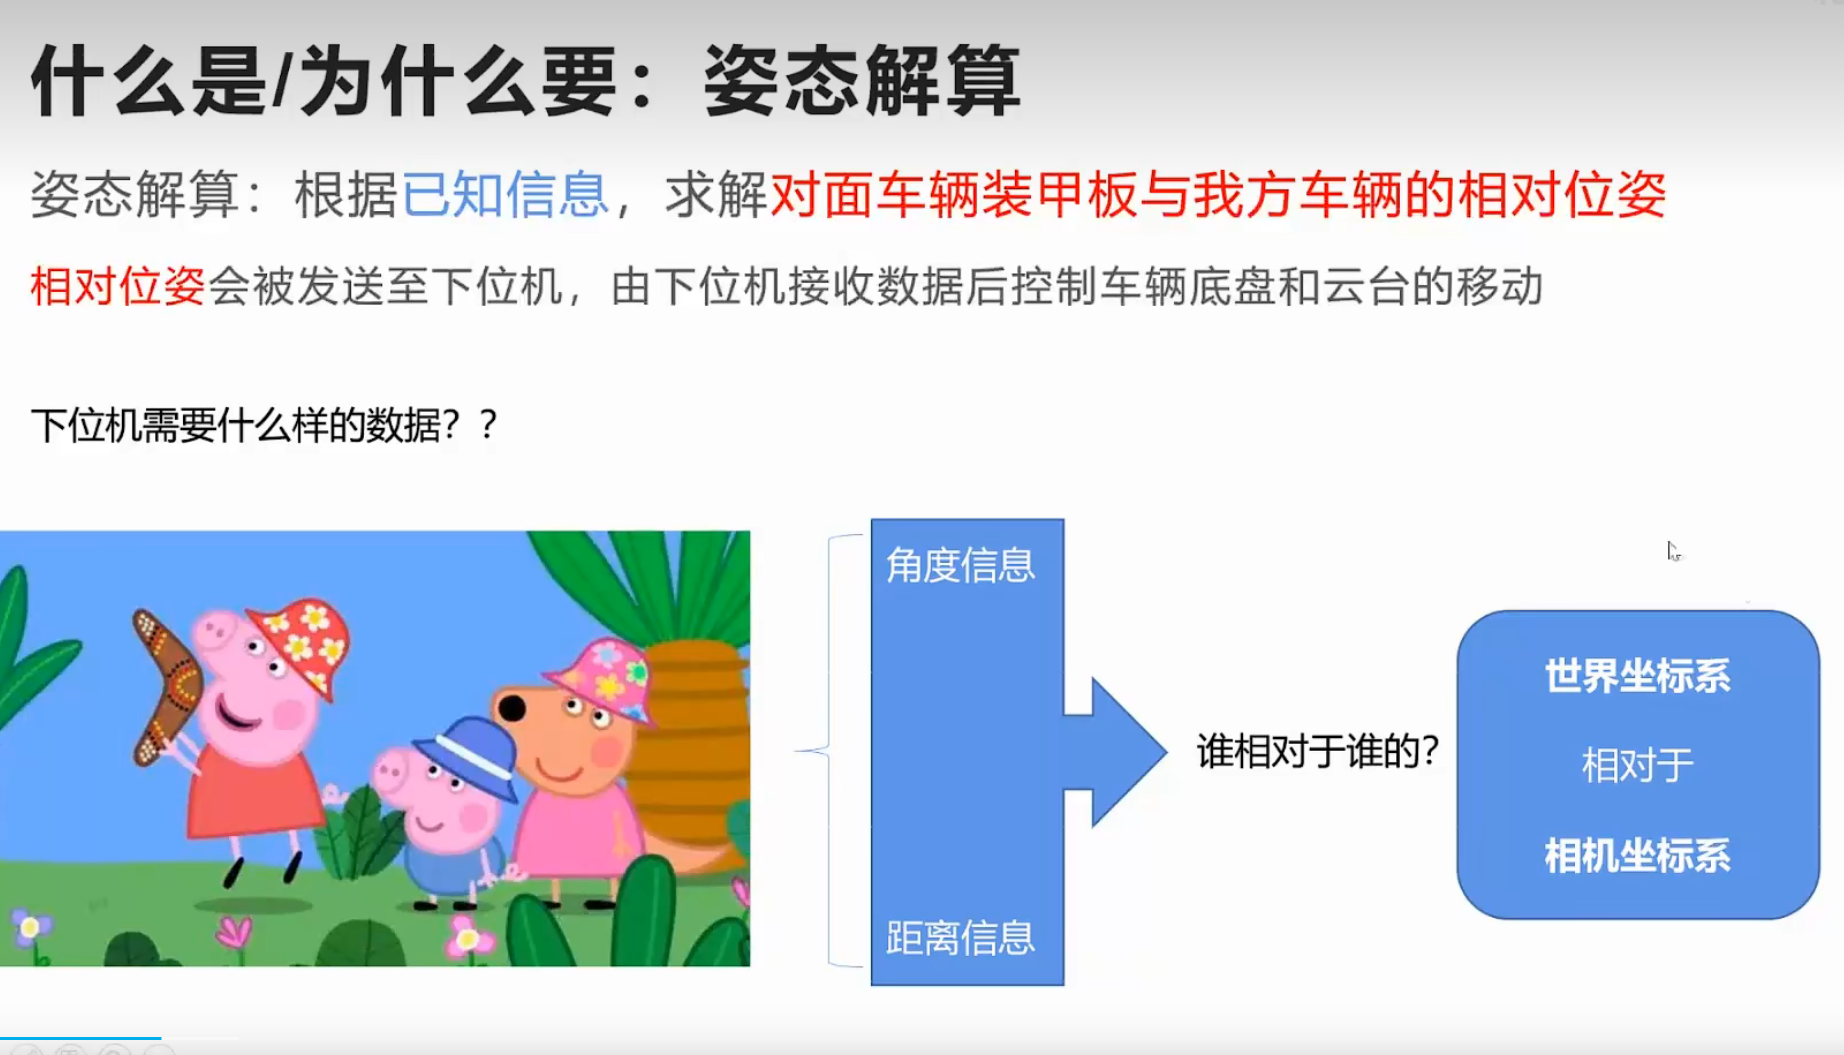 什么是/为什么要：姿态解算
姿态解算：根据已知信息，求解对面车辆装甲板与我方车辆的相对位姿
相对位姿会被发送至下位机，由下位机接收数据后控制车辆底盘和云台的移动
下位机需要什么样的数据？？
角度信息
距离信息
谁相对于谁的？
世界坐标系
相对于
相机坐标系